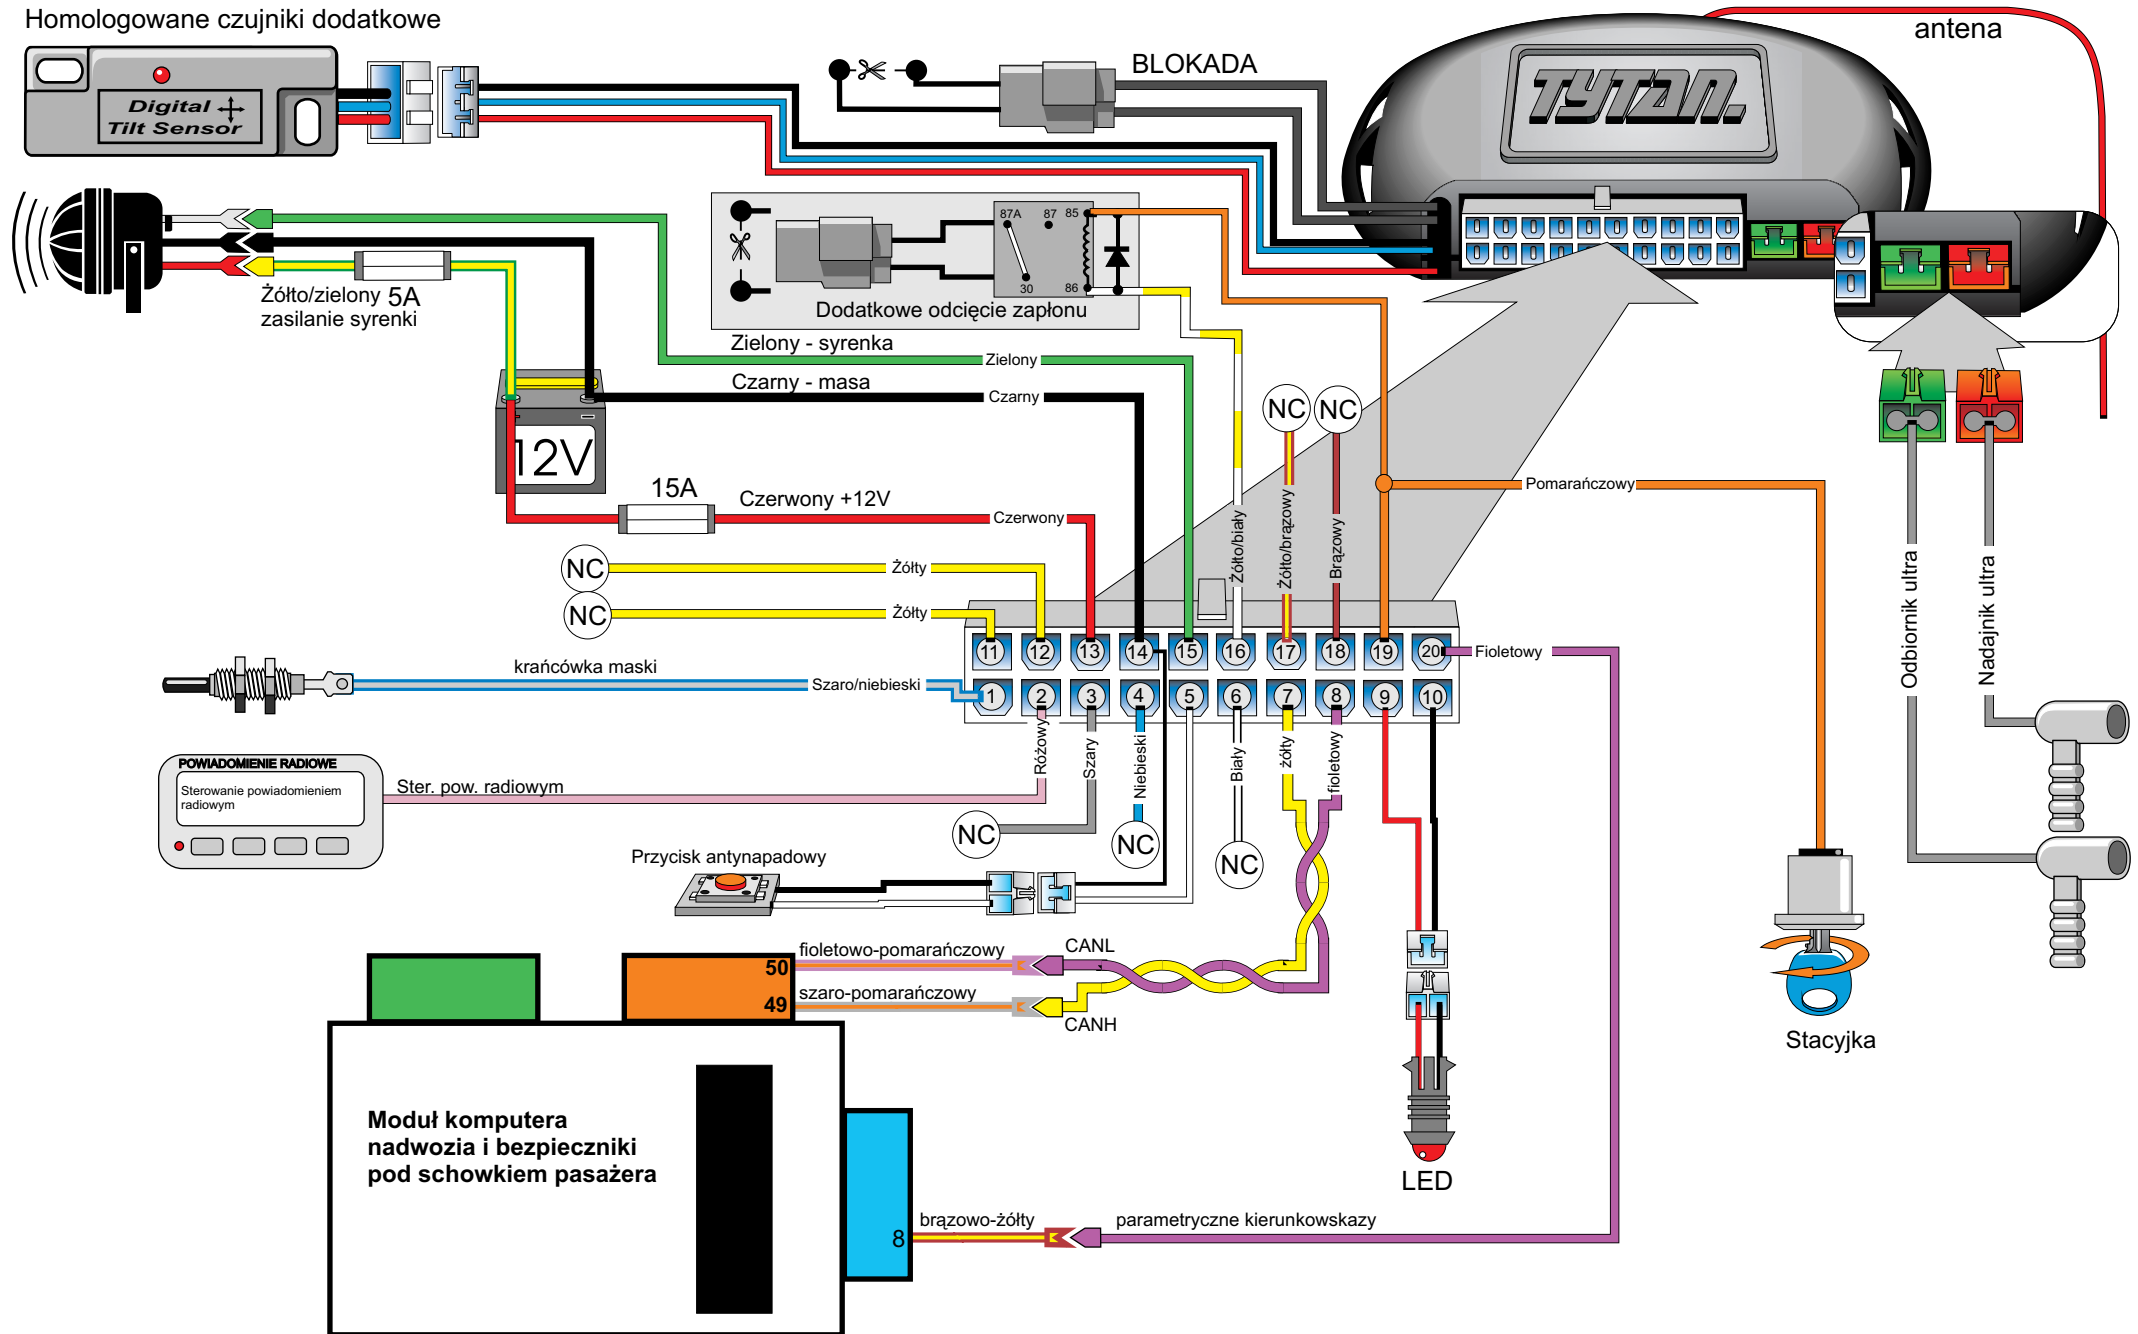 Homologowane czujniki dodatkowe
Digital
Tilt Sensor
BLOKADA
TYTAN.
antena
87A
87
85
30
86
Dodatkowe odcięcie zapłonu
Żółto/zielony 5A
zasilanie syrenki
Zielony - syrenka
Zielony
Czarny - masa
Czarny
12V
15A
Czerwony +12V
Czerwony
NC
NC
Pomarańczowy
Żółto/biały
Żółto/brązowy
Brązowy
Odbiornik ultra
Nadajnik ultra
NC
Żółty
NC
Żółty
11
12
13
14
15
16
17
18
19
20
Fioletowy
krańcówka maski
Szaro/niebieski
1
2
3
4
5
6
7
8
9
10
Różowy
Szary
Niebieski
Biały
żółty
fioletowy
POWIADOMIENIE RADIOWE
Sterowanie powiadomieniem
radiowym
Ster. pow. radiowym
NC
NC
NC
Przycisk antynapadowy
fioletowo-pomarańczowy
CANL
50
49
szaro-pomarańczowy
CANH
Stacyjka
Moduł komputera
nadwozia i bezpieczniki
pod schowkiem pasażera
LED
8
brązowo-żółty
parametryczne kierunkowskazy